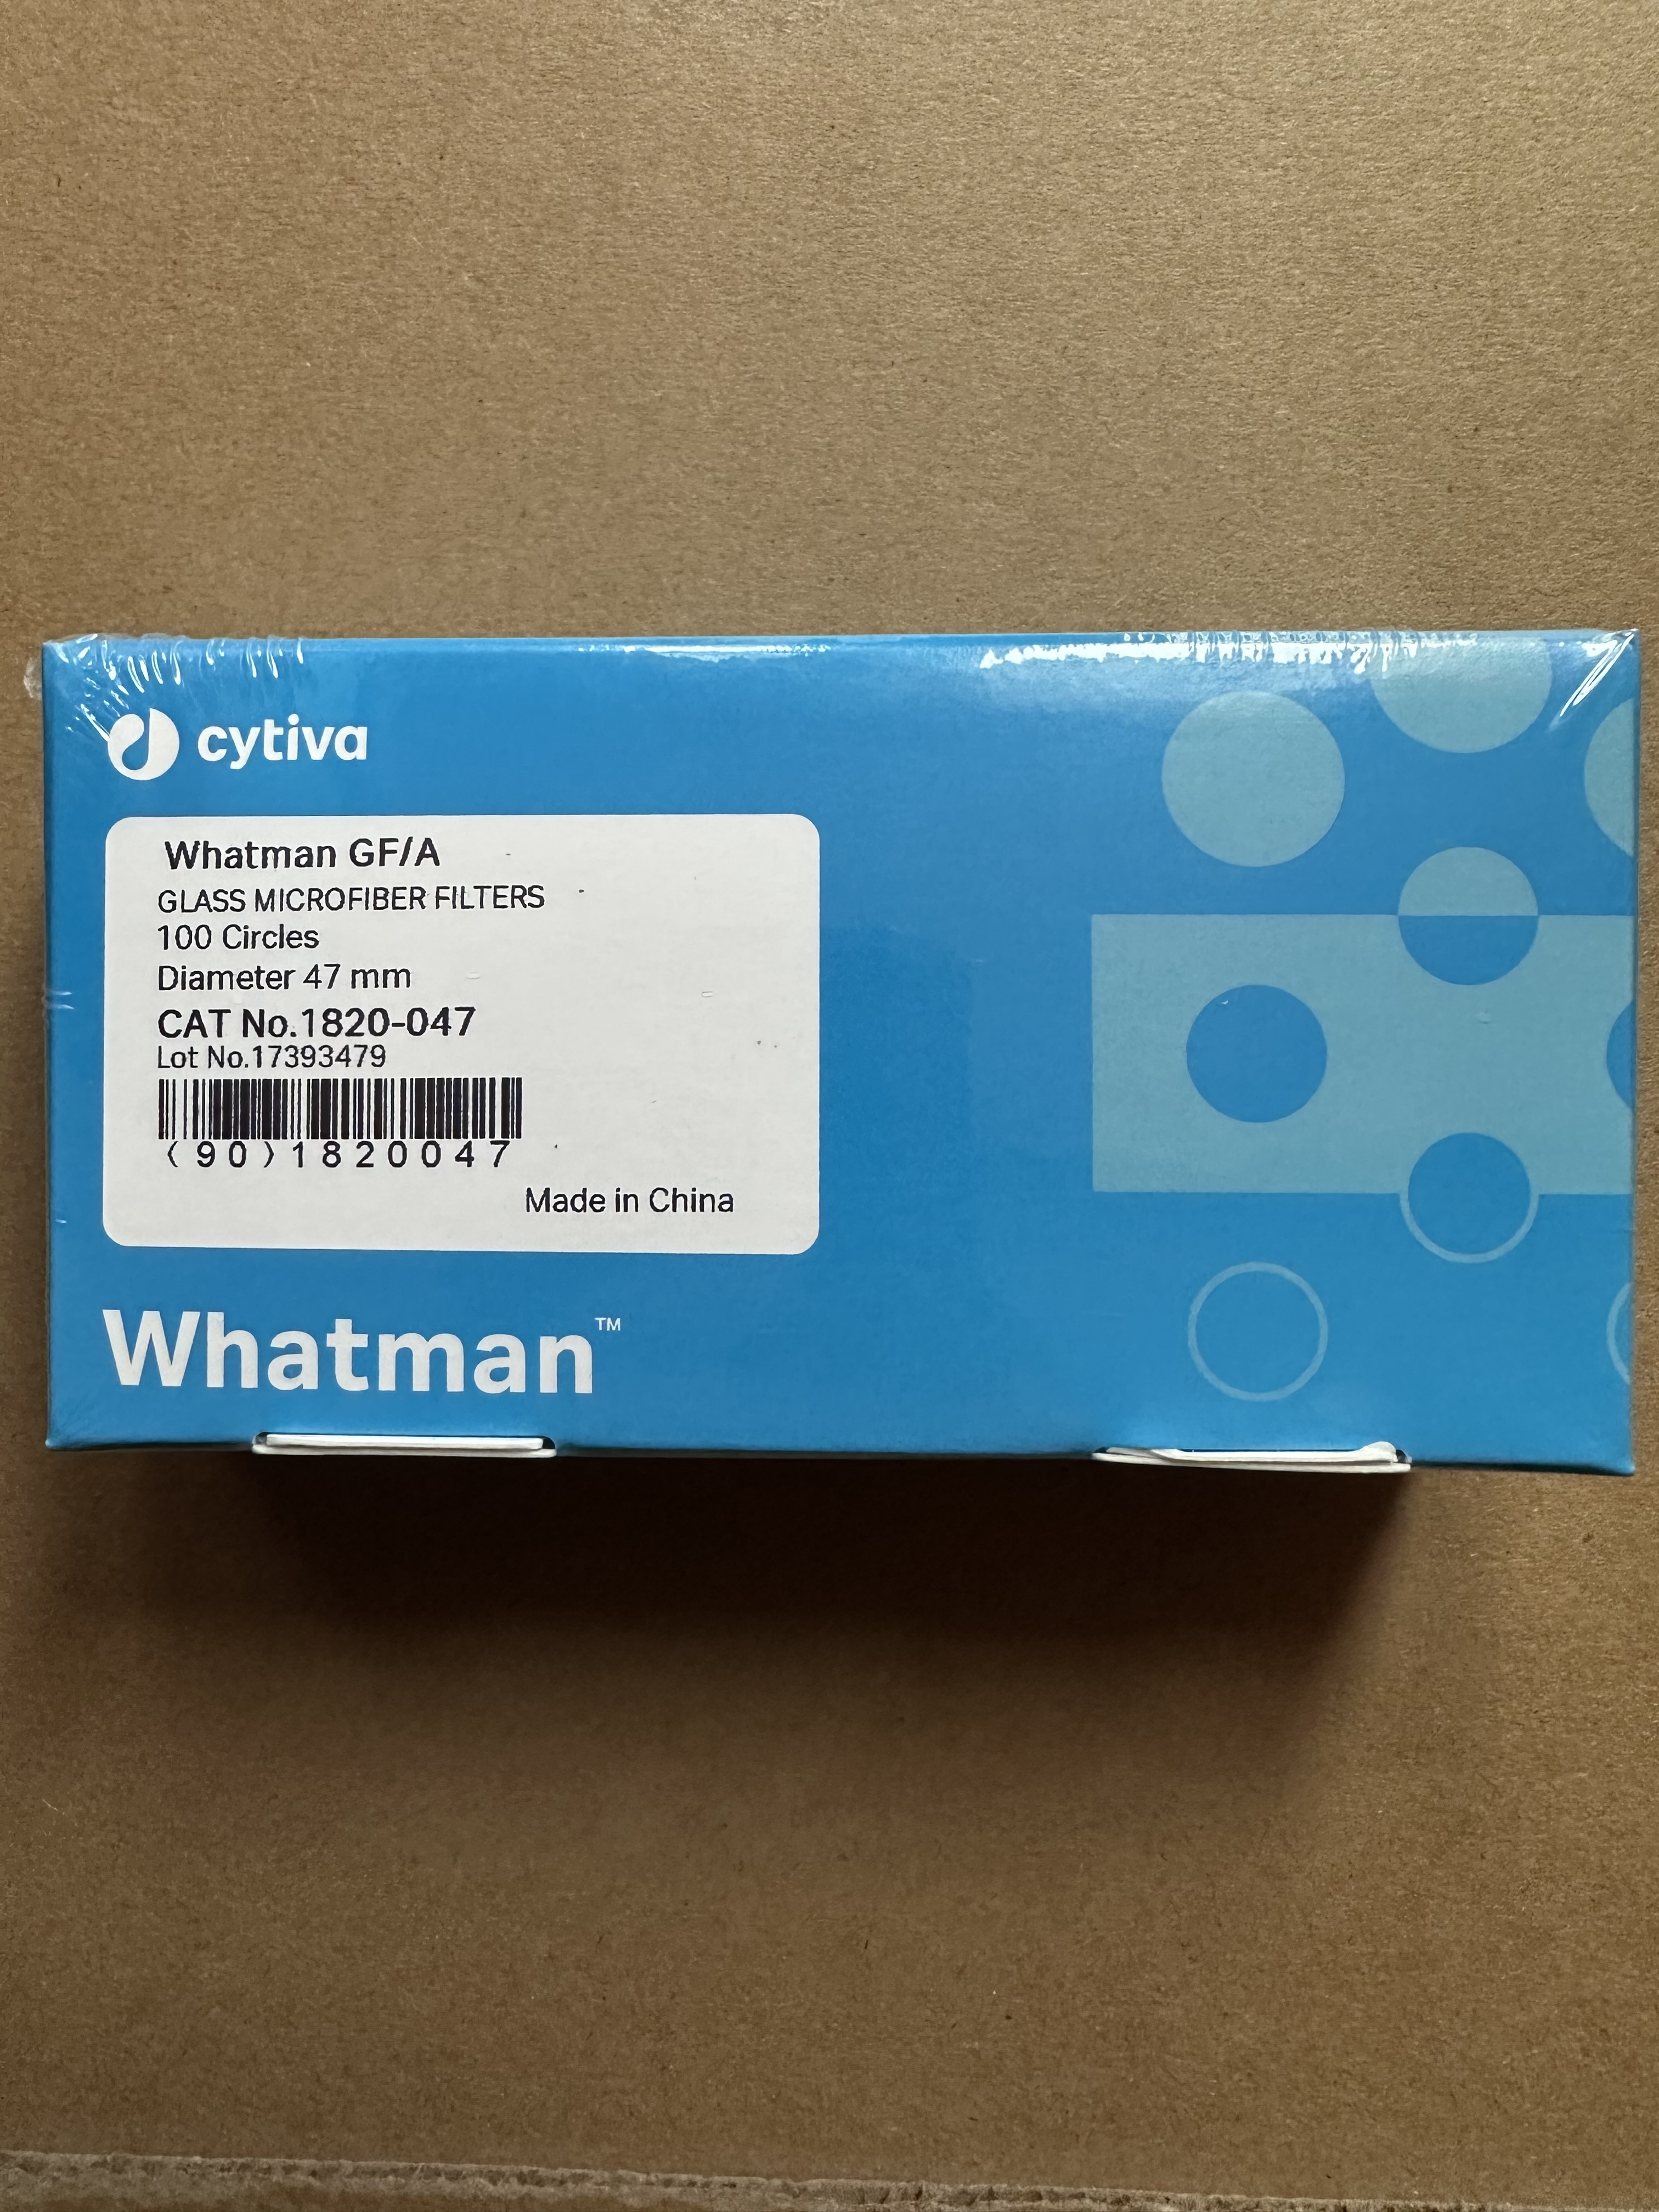 cytiva
Whatman GF/A
GLASS MICROFIBER FILTERS
100 Circles
Diameter 47 mm
CAT No.1820-047
Lot No.17393479
(90)1820047
Made in China
Whatman™